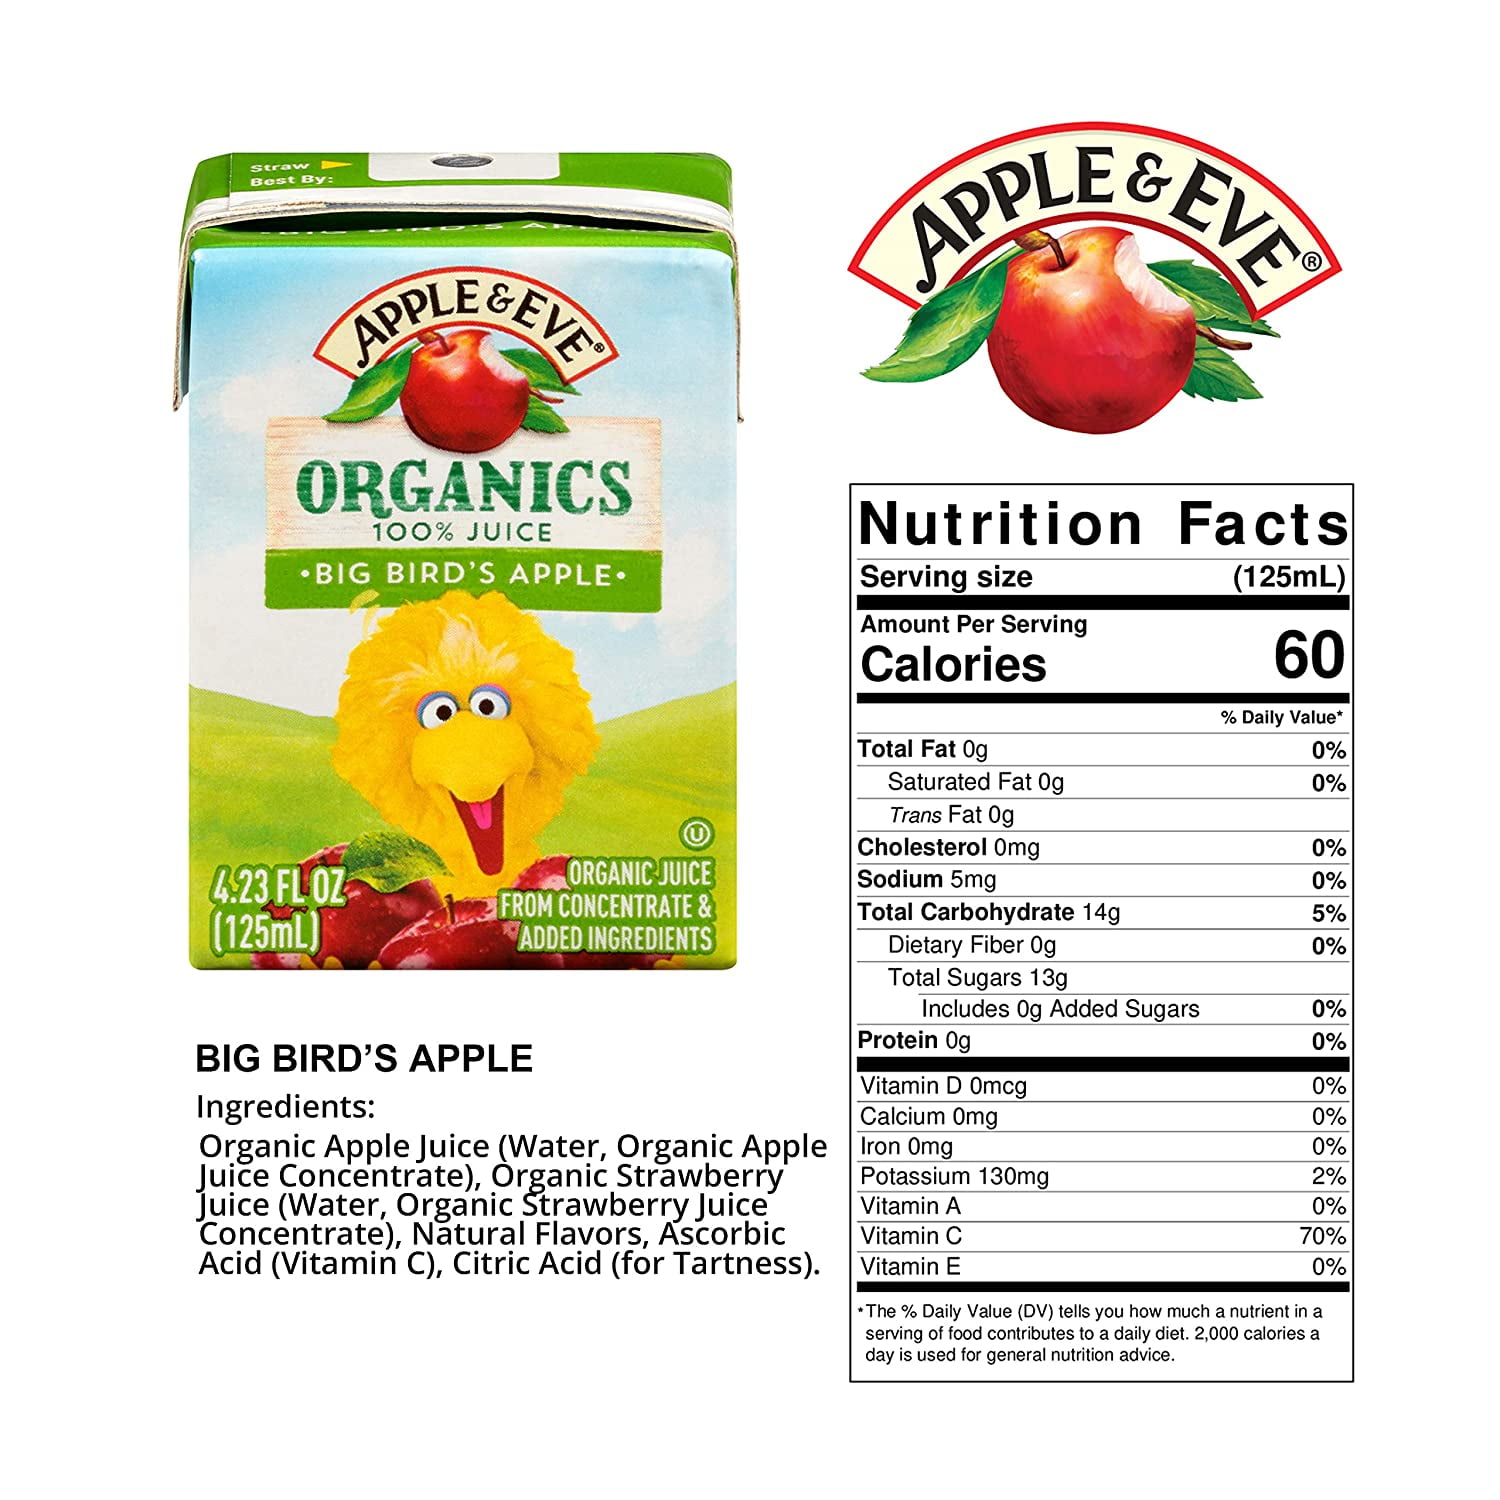 Straw
Best By:
BIG BIRD'S APPLE
APPLE & EVE®
ORGANICS
100% JUICE
•BIG BIRD'S APPLE•
U
4.23 FL OZ
(125mL)
ORGANIC JUICE
FROM CONCENTRATE &
ADDED INGREDIENTS
BIG BIRD’S APPLE
Ingredients:
Organic Apple Juice (Water, Organic Apple
Juice Concentrate), Organic Strawberry
Juice (Water, Organic Strawberry Juice
Concentrate), Natural Flavors, Ascorbic
Acid (Vitamin C), Citric Acid (for Tartness).
APPLE & EVE®
Nutrition Facts
Serving size (125mL)
Amount Per Serving
Calories 60
% Daily Value*
Total Fat 0g 0%
Saturated Fat 0g 0%
Trans Fat 0g
Cholesterol 0mg 0%
Sodium 5mg 0%
Total Carbohydrate 14g 5%
Dietary Fiber 0g 0%
Total Sugars 13g
Includes 0g Added Sugars 0%
Protein 0g 0%
Vitamin D 0mcg 0%
Calcium 0mg 0%
Iron 0mg 0%
Potassium 130mg 2%
Vitamin A 0%
Vitamin C 70%
Vitamin E 0%
*The % Daily Value (DV) tells you how much a nutrient in a
serving of food contributes to a daily diet. 2,000 calories a
day is used for general nutrition advice.